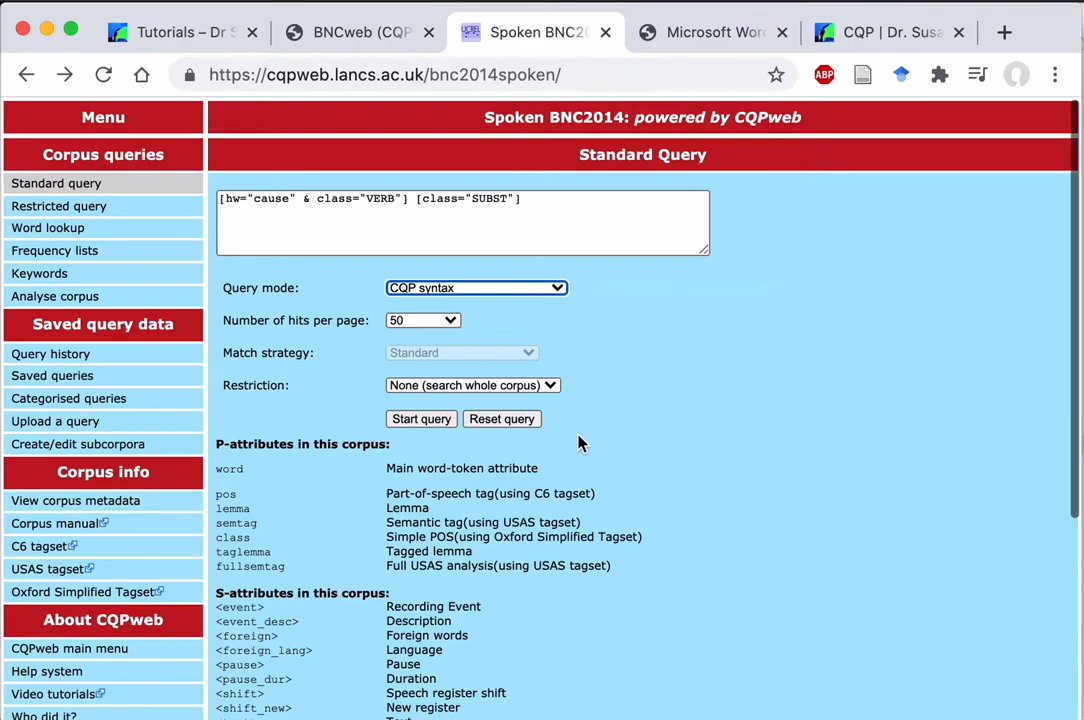 Tutorials – Dr S
BNCweb (CQP
Spoken BNC20
Microsoft Wor
CQP | Dr. Susa
https://cqpweb.lancs.ac.uk/bnc2014spoken/
ABP
Menu
Spoken BNC2014: powered by CQPweb
Corpus queries
Standard Query
Standard query
Restricted query
Word lookup
Frequency lists
Keywords
Analyse corpus
Saved query data
Query history
Saved queries
Categorised queries
Upload a query
Create/edit subcorpora
Corpus info
View corpus metadata
Corpus manual
C6 tagset
USAS tagset
Oxford Simplified Tagset
About CQPweb
CQPweb main menu
Help system
Video tutorials
Who did it?
[hw="cause" & class="VERB"] [class="SUBST"]
Query mode: CQP syntax
Number of hits per page: 50
Match strategy: Standard
Restriction: None (search whole corpus)
Start query Reset query
P-attributes in this corpus:
word Main word-token attribute
pos Part-of-speech tag(using C6 tagset)
lemma Lemma
semtag Semantic tag(using USAS tagset)
class Simple POS(using Oxford Simplified Tagset)
taglemma Tagged lemma
fullsemtag Full USAS analysis(using USAS tagset)
S-attributes in this corpus:
<event> Recording Event
<event_desc> Description
<foreign> Foreign words
<foreign_lang> Language
<pause> Pause
<pause_dur> Duration
<shift> Speech register shift
<shift_new> New register